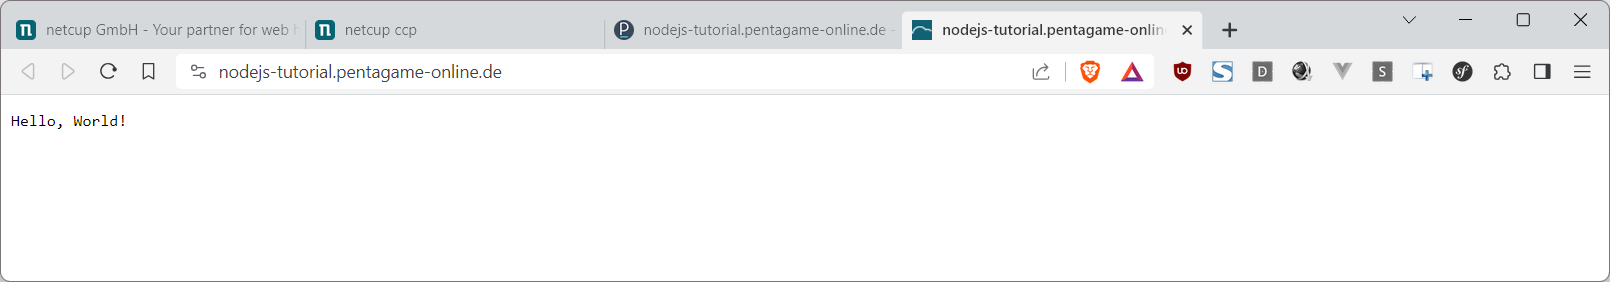 netcup GmbH - Your partner for web h
netcup ccp
nodejs-tutorial.pentagame-online.de -
nodejs-tutorial.pentagame-onlin
nodejs-tutorial.pentagame-online.de
Hello, World!